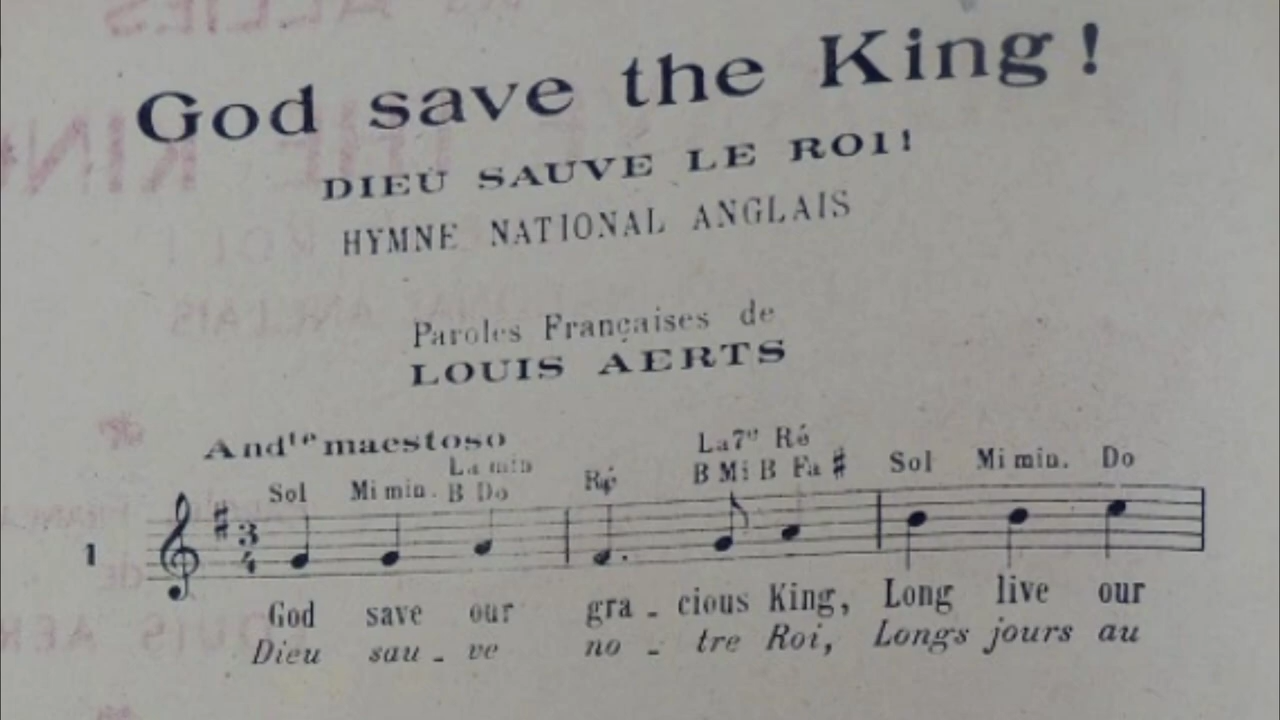 God save the King!
DIEU SAUVE LE ROI!
HYMNE NATIONAL ANGLAIS
Paroles Françaises de
LOUIS AERTS
Andte maestoso
La min La7e Ré
Sol Mi min. B Do Ré B Mi B Fa ♯ Sol Mi min. Do
3
4
1
God save our gra - cious King, Long live our
Dieu sau - ve no - tre Roi, Longs jours au